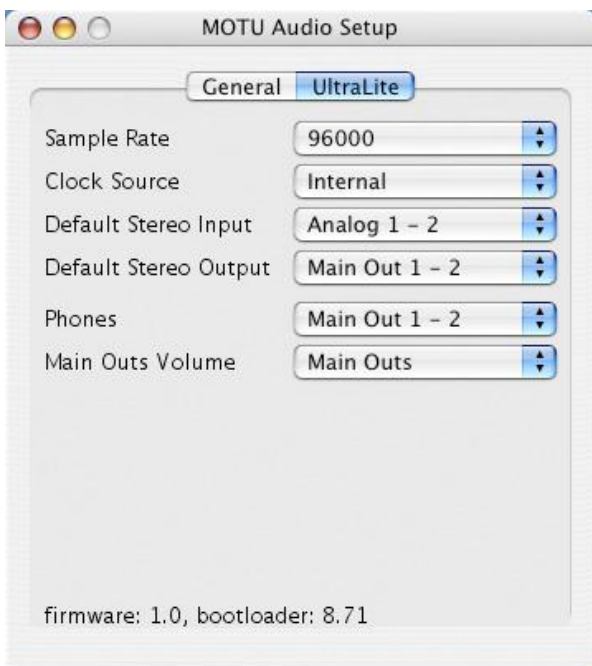 MOTU Audio Setup
General UltraLite
Sample Rate 96000
Clock Source Internal
Default Stereo Input Analog 1 - 2
Default Stereo Output Main Out 1 - 2
Phones Main Out 1 - 2
Main Outs Volume Main Outs
firmware: 1.0, bootloader: 8.71